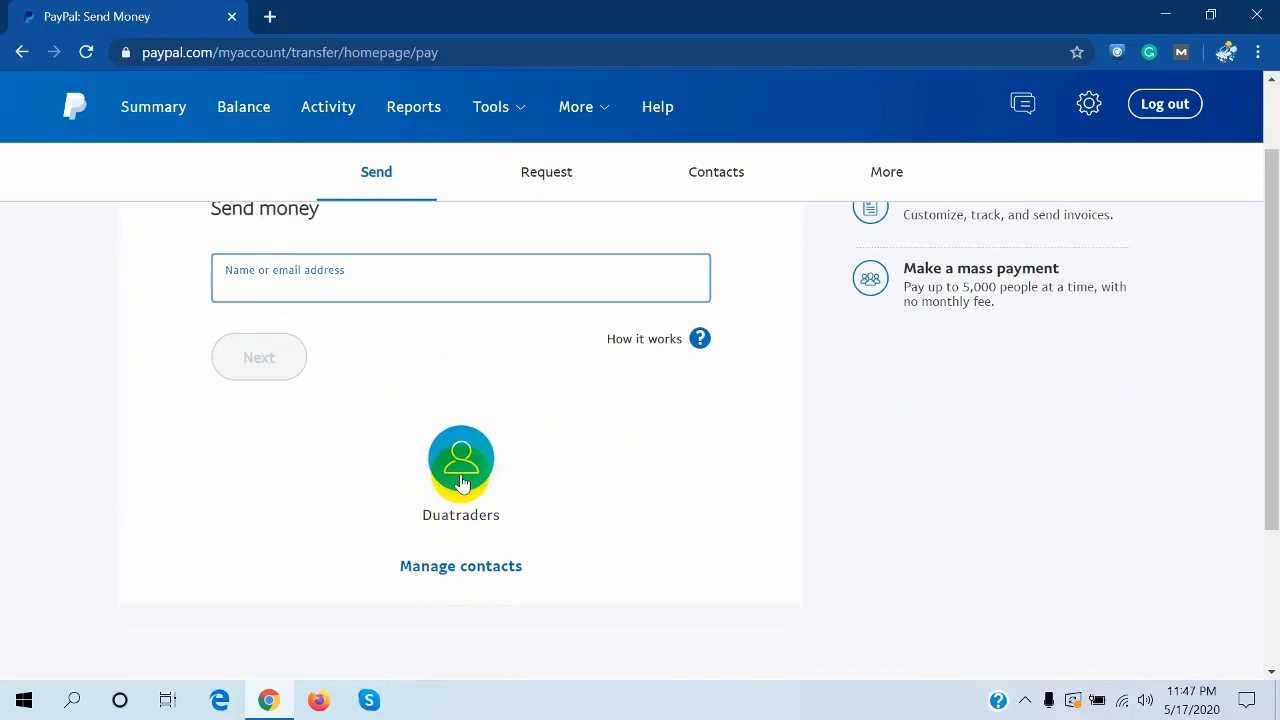 PayPal: Send Money
paypal.com/myaccount/transfer/homepage/pay
Summary
Balance
Activity
Reports
Tools
More
Help
Log out
Send
Request
Contacts
More
Send money
Name or email address
Next
How it works
?
Duatraders
Manage contacts
Customize, track, and send invoices.
Make a mass payment
Pay up to 5,000 people at a time, with
no monthly fee.
11:47 PM
5/17/2020